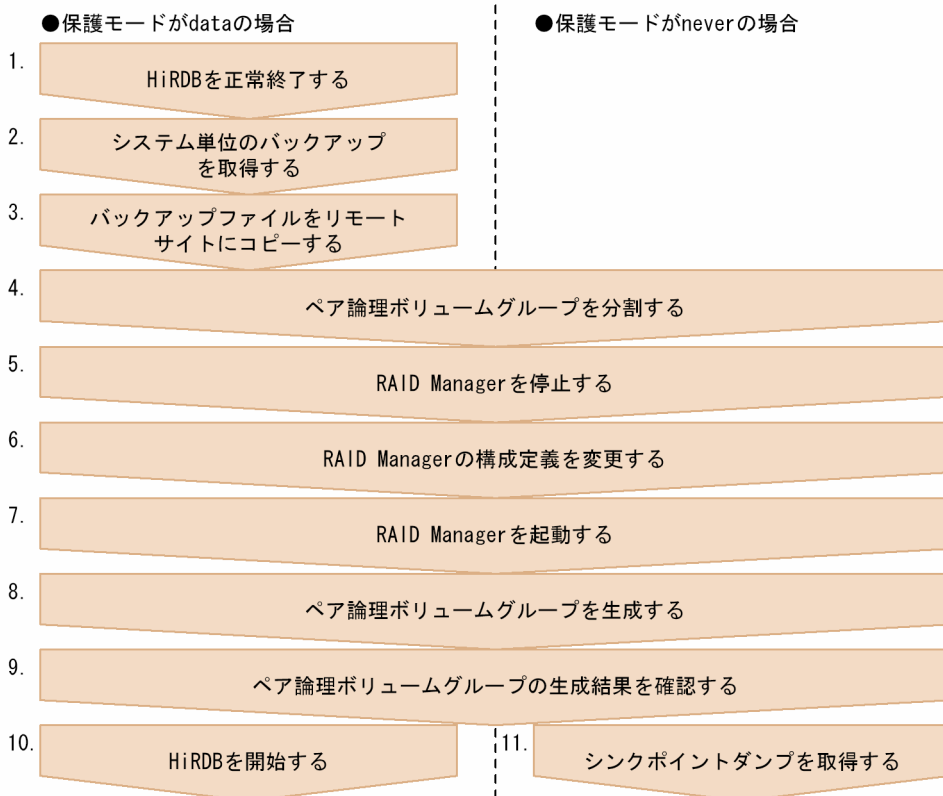 ●保護モードがdataの場合
●保護モードがneverの場合
1.
HiRDBを正常終了する
2.
システム単位のバックアップ
を取得する
3.
バックアップファイルをリモート
サイトにコピーする
4.
ペア論理ボリュームグループを分割する
5.
RAID Managerを停止する
6.
RAID Managerの構成定義を変更する
7.
RAID Managerを起動する
8.
ペア論理ボリュームグループを生成する
9.
ペア論理ボリュームグループの生成結果を確認する
10.
HiRDBを開始する
11.
シンクポイントダンプを取得する